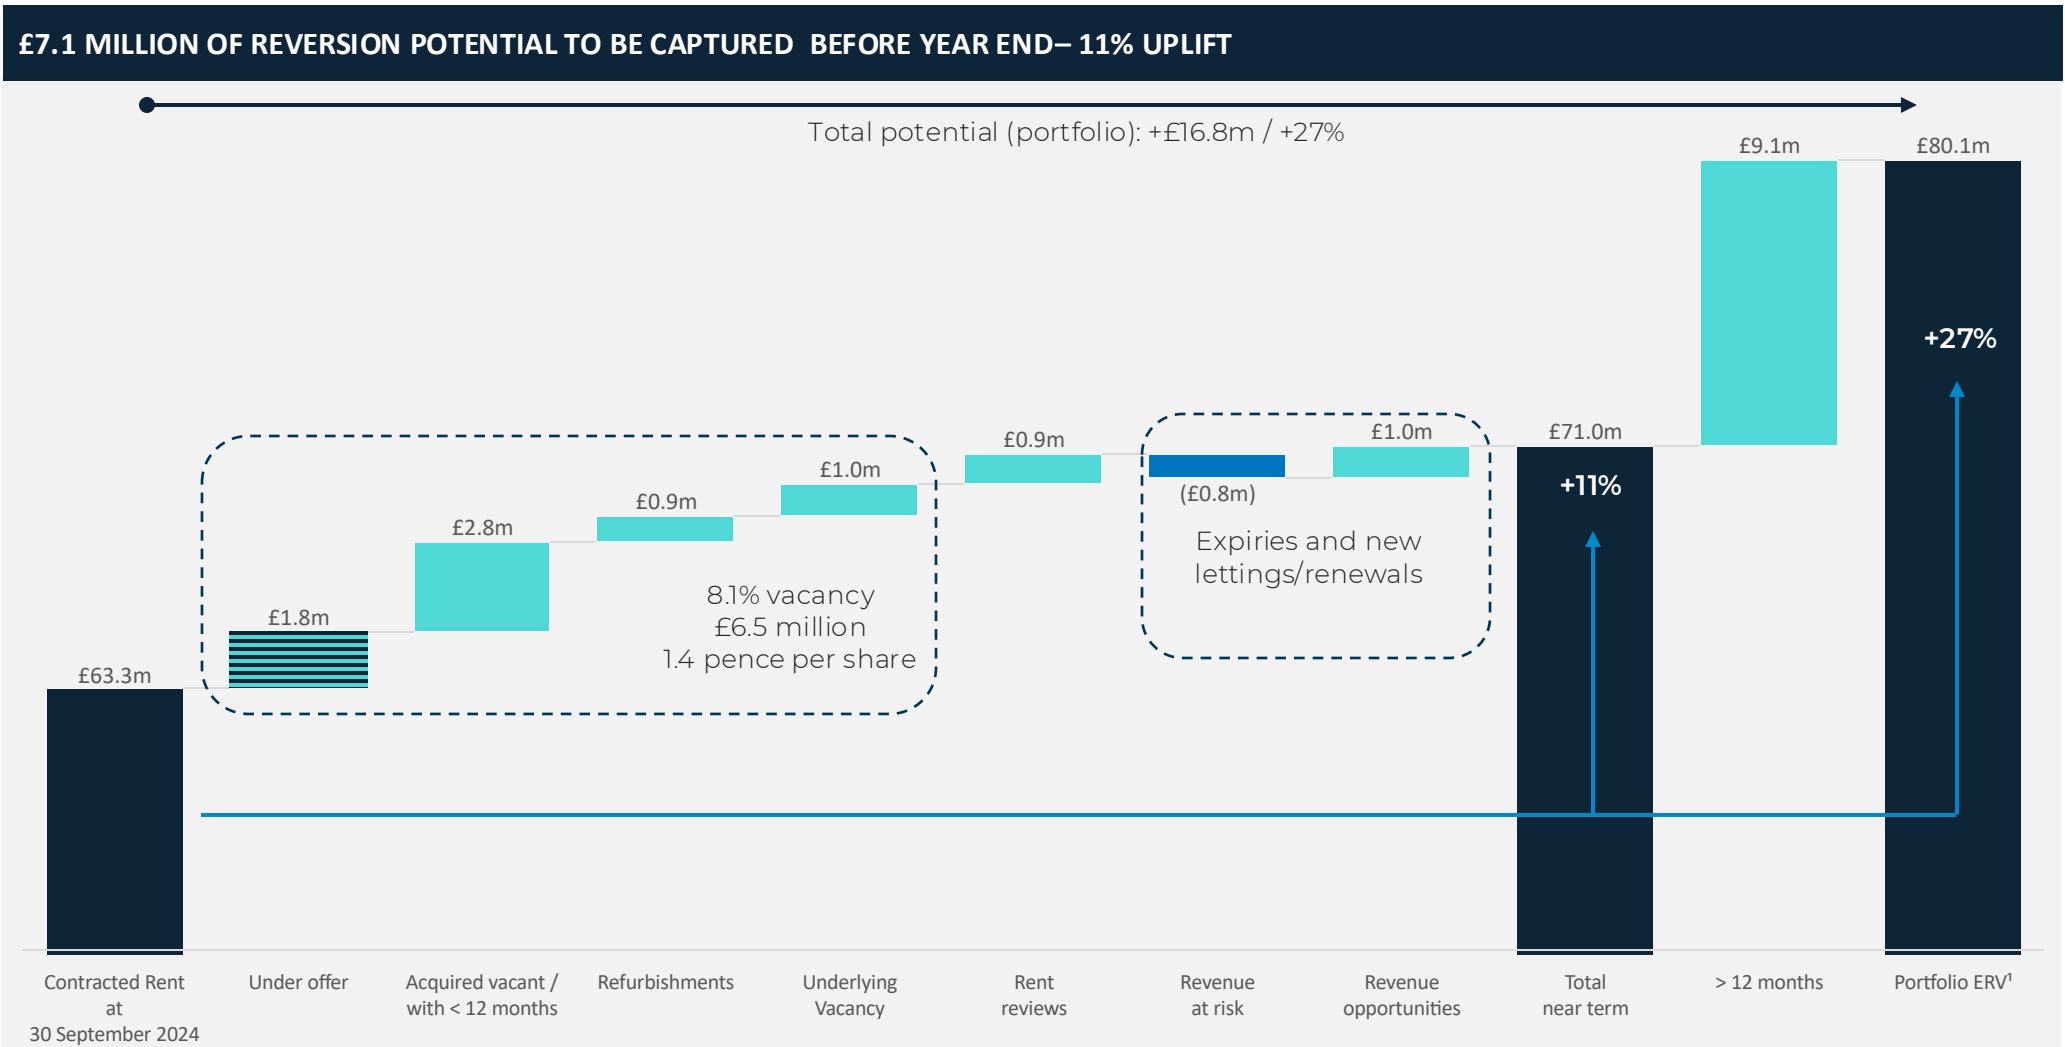 £7.1 MILLION OF REVERSION POTENTIAL TO BE CAPTURED  BEFORE YEAR END– 11% UPLIFT
Total potential (portfolio): +£16.8m / +27%
£63.3m
£1.8m
£2.8m
£0.9m
£1.0m
£0.9m
(£0.8m)
£1.0m
£71.0m
£9.1m
£80.1m
+11%
+27%
8.1% vacancy
£6.5 million
1.4 pence per share
Expiries and new
lettings/renewals
Contracted Rent
at
30 September 2024
Under offer
Acquired vacant /
with < 12 months
Refurbishments
Underlying
Vacancy
Rent
reviews
Revenue
at risk
Revenue
opportunities
Total
near term
> 12 months
Portfolio ERV¹